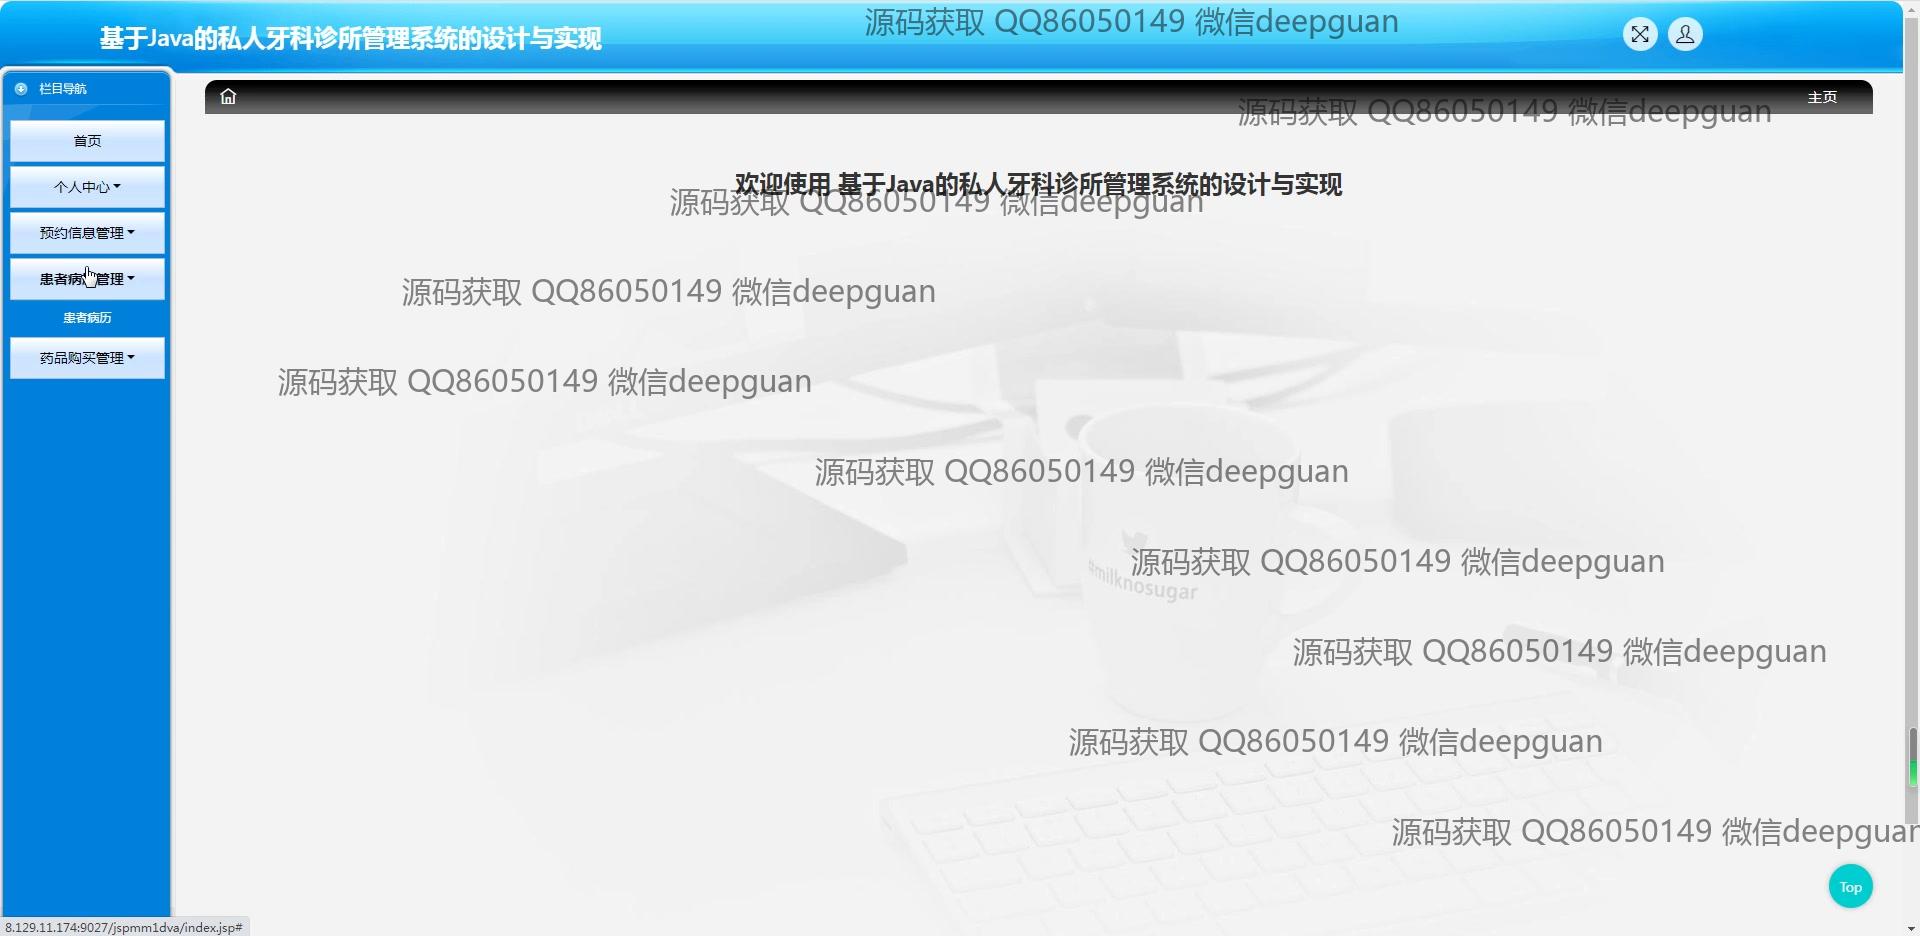 基于Java的私人牙科诊所管理系统的设计与实现
源码获取 QQ86050149 微信deepguan
栏目导航
主页
源码获取 QQ86050149 微信deepguan
首页
个人中心
欢迎使用 基于Java的私人牙科诊所管理系统的设计与实现
源码获取 QQ86050149 微信deepguan
预约信息管理
患者病历管理
源码获取 QQ86050149 微信deepguan
患者病历
药品购买管理
源码获取 QQ86050149 微信deepguan
源码获取 QQ86050149 微信deepguan
源码获取 QQ86050149 微信deepguan
#milknosugar
源码获取 QQ86050149 微信deepguan
源码获取 QQ86050149 微信deepguan
源码获取 QQ86050149 微信deepguan
Top
8.129.11.174:9027/jspmm1dva/index.jsp#